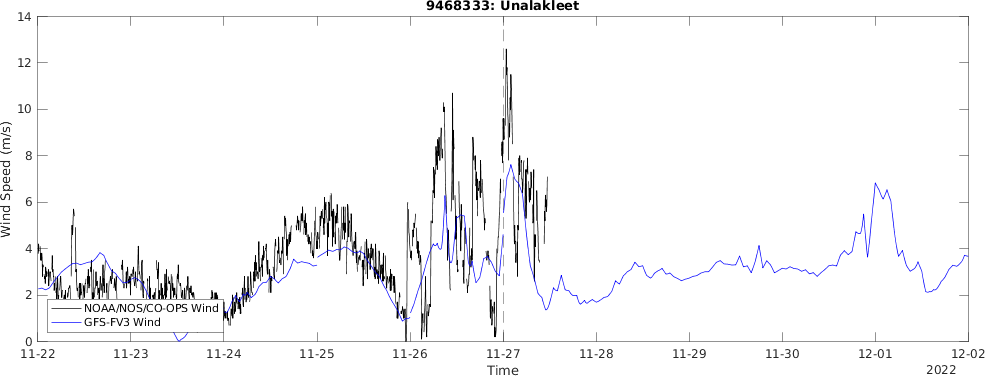 9468333: Unalakleet
14
12
10
8
6
4
2
0
Wind Speed (m/s)
NOAA/NOS/CO-OPS Wind
GFS-FV3 Wind
11-22 11-23 11-24 11-25 11-26 11-27 11-28 11-29 11-30 12-01 12-02
Time
2022